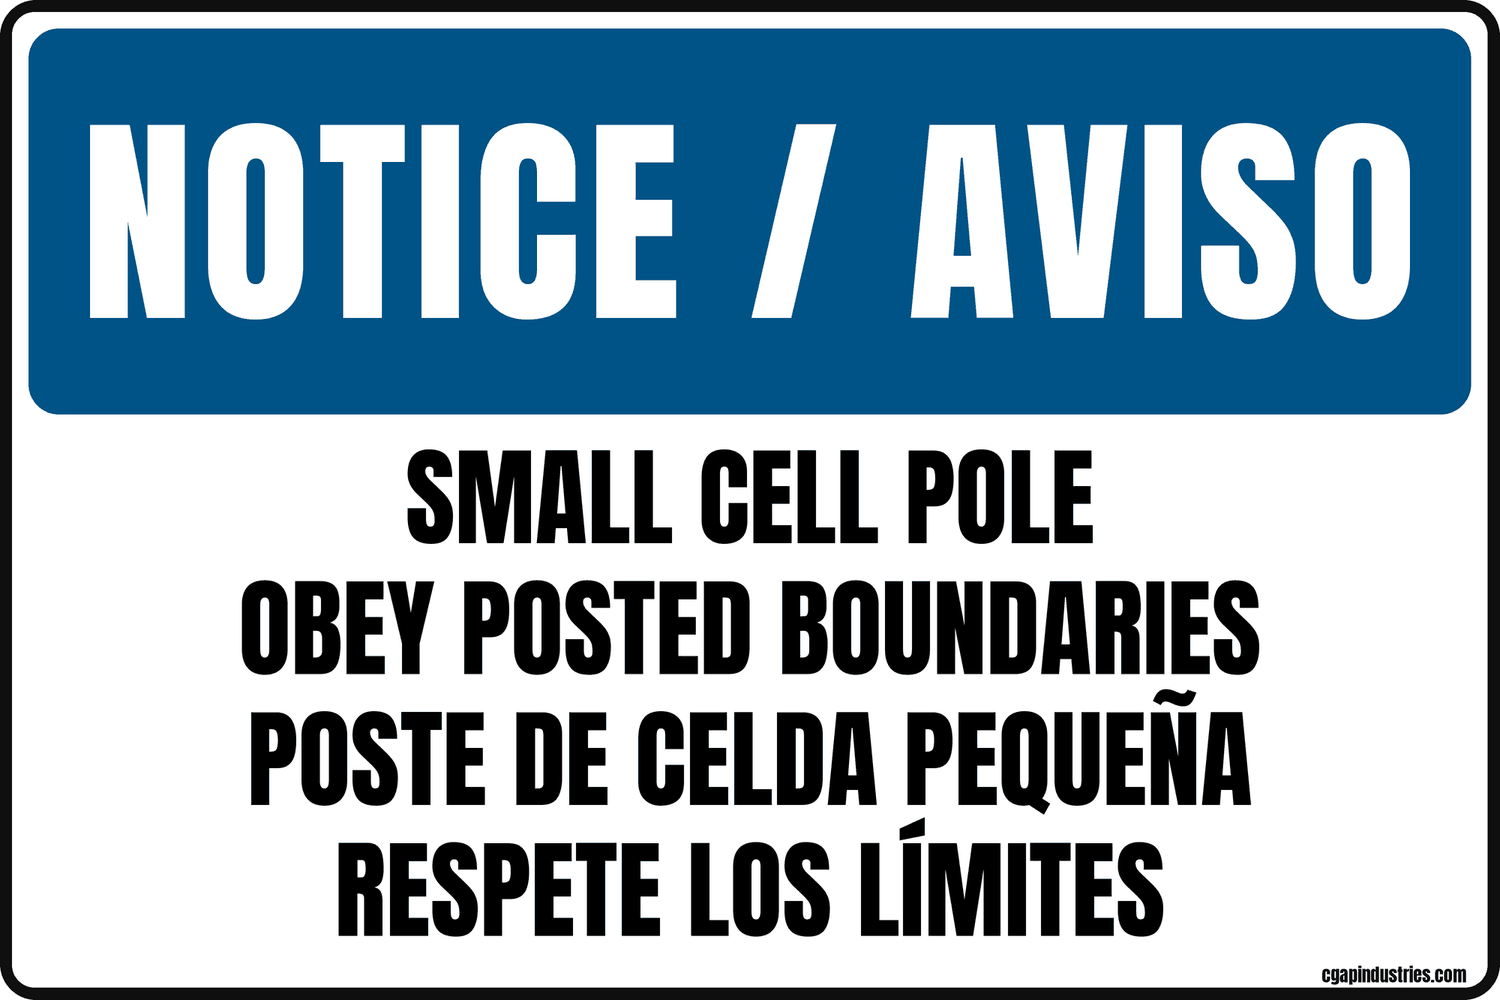 NOTICE / AVISO
SMALL CELL POLE
OBEY POSTED BOUNDARIES
POSTE DE CELDA PEQUEÑA
RESPETE LOS LÍMITES
cgapindustries.com